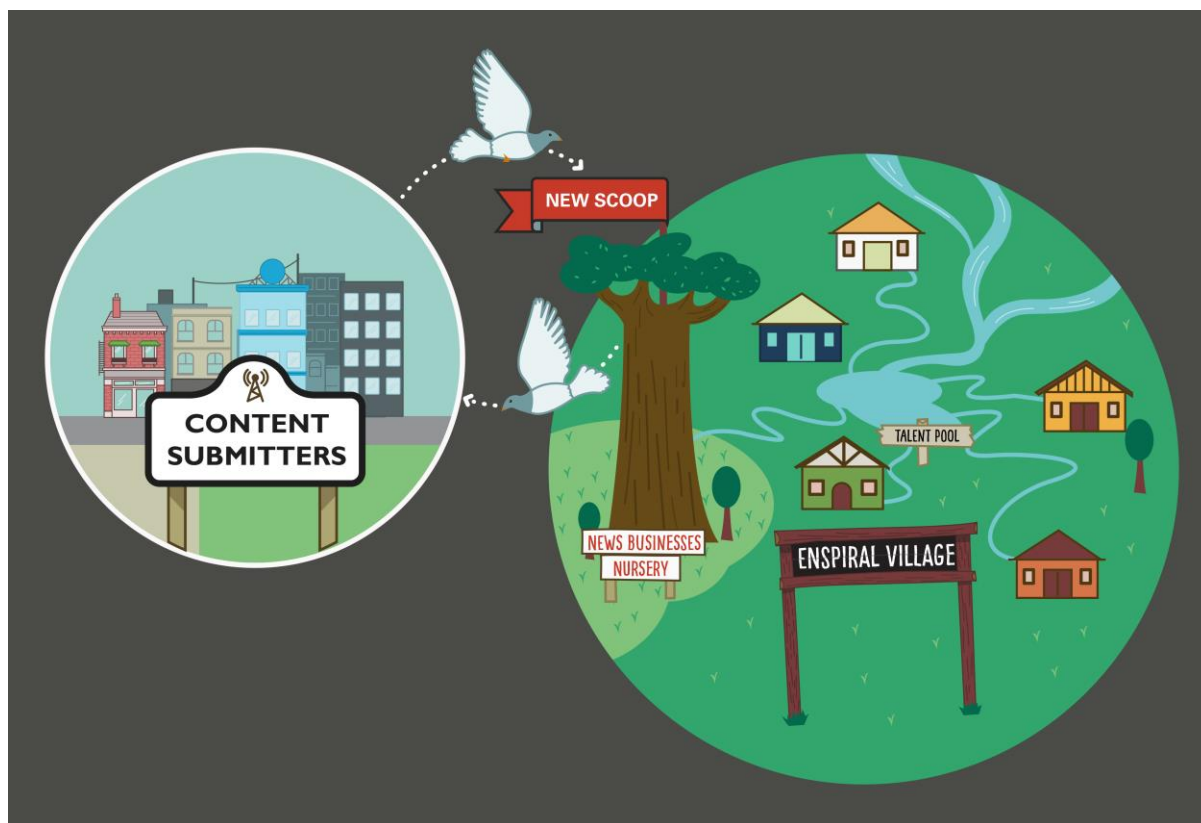 NEW SCOOP
CONTENT
SUBMITTERS
TALENT POOL
NEWS BUSINESSES
NURSERY
ENSPIRAL VILLAGE